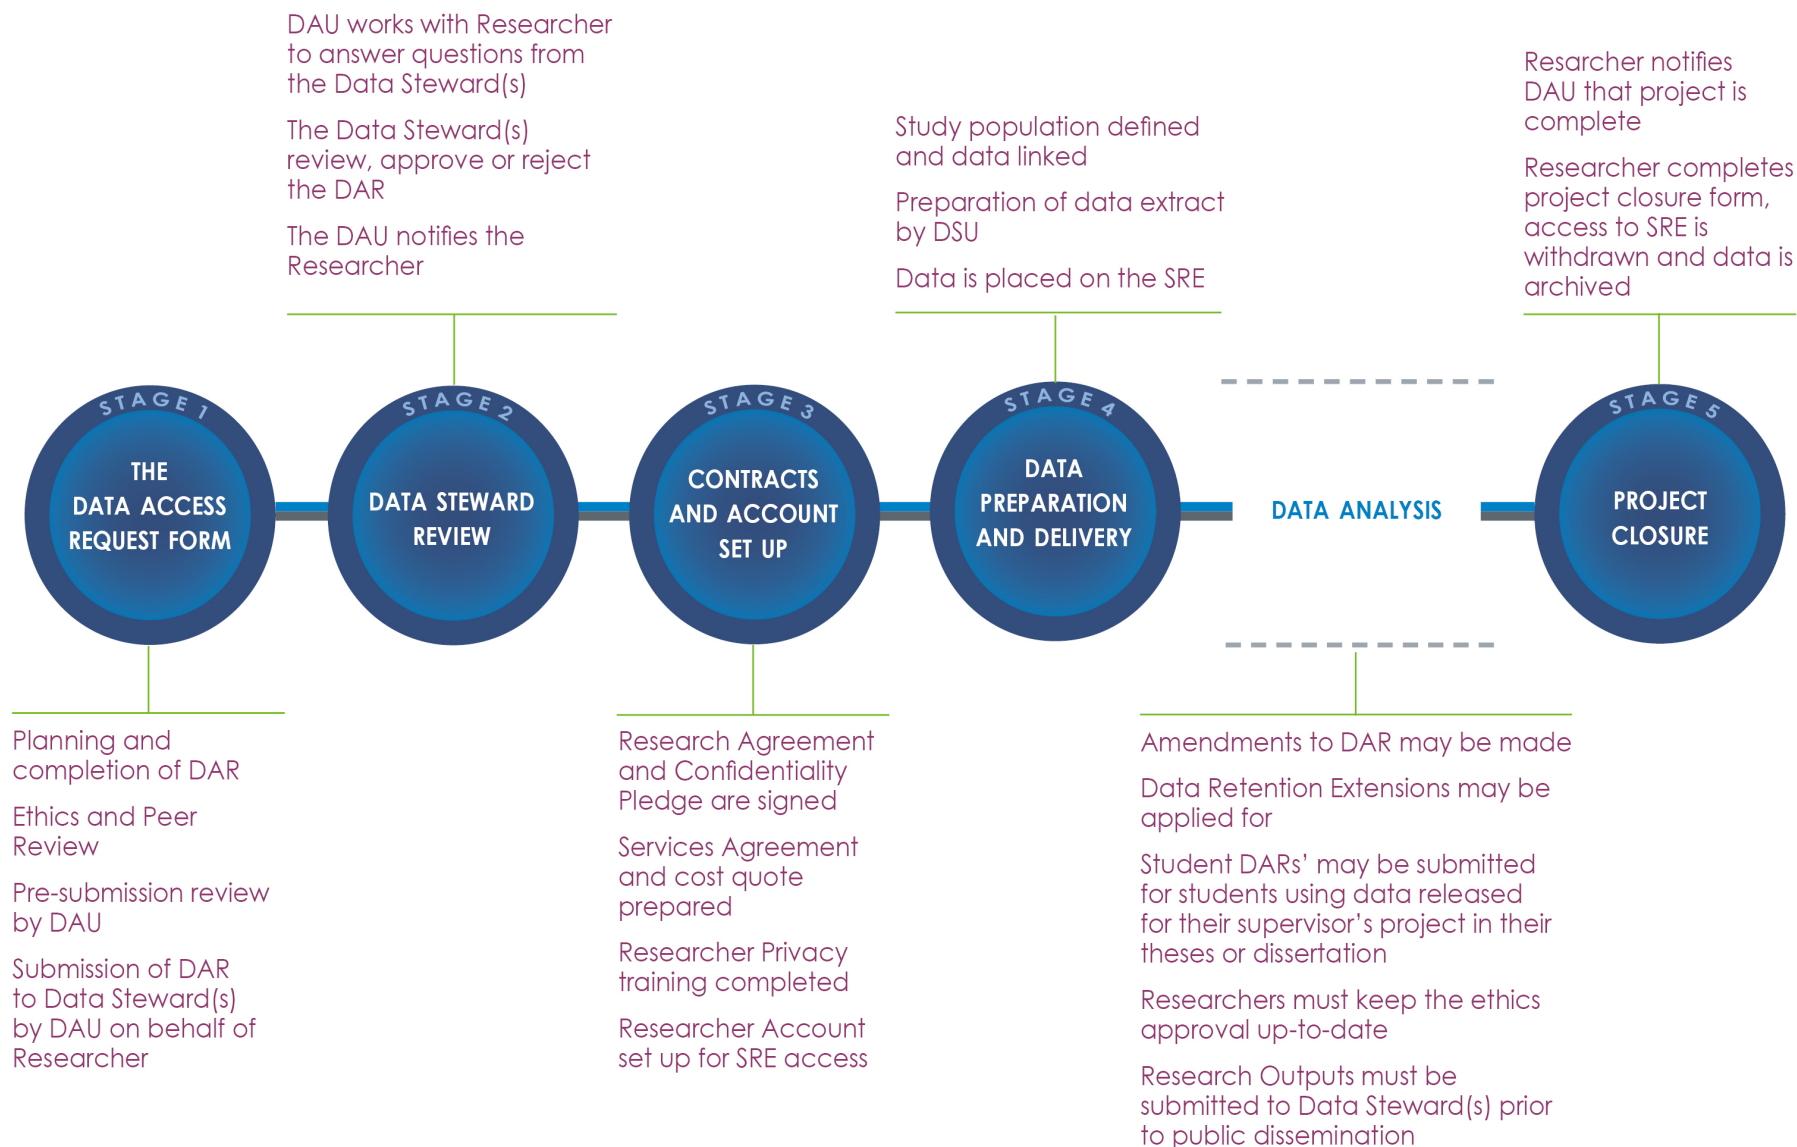 DAU works with Researcher
to answer questions from
the Data Steward(s)
The Data Steward(s)
review, approve or reject
the DAR
The DAU notifies the
Researcher
Study population defined
and data linked
Preparation of data extract
by DSU
Data is placed on the SRE
Resarcher notifies
DAU that project is
complete
Researcher completes
project closure form,
access to SRE is
withdrawn and data is
archived
STAGE 1
THE
DATA ACCESS
REQUEST FORM
STAGE 2
DATA STEWARD
REVIEW
STAGE 3
CONTRACTS
AND ACCOUNT
SET UP
STAGE 4
DATA
PREPARATION
AND DELIVERY
DATA ANALYSIS
STAGE 5
PROJECT
CLOSURE
Planning and
completion of DAR
Ethics and Peer
Review
Pre-submission review
by DAU
Submission of DAR
to Data Steward(s)
by DAU on behalf of
Researcher
Research Agreement
and Confidentiality
Pledge are signed
Services Agreement
and cost quote
prepared
Researcher Privacy
training completed
Researcher Account
set up for SRE access
Amendments to DAR may be made
Data Retention Extensions may be
applied for
Student DARs’ may be submitted
for students using data released
for their supervisor’s project in their
theses or dissertation
Researchers must keep the ethics
approval up-to-date
Research Outputs must be
submitted to Data Steward(s) prior
to public dissemination